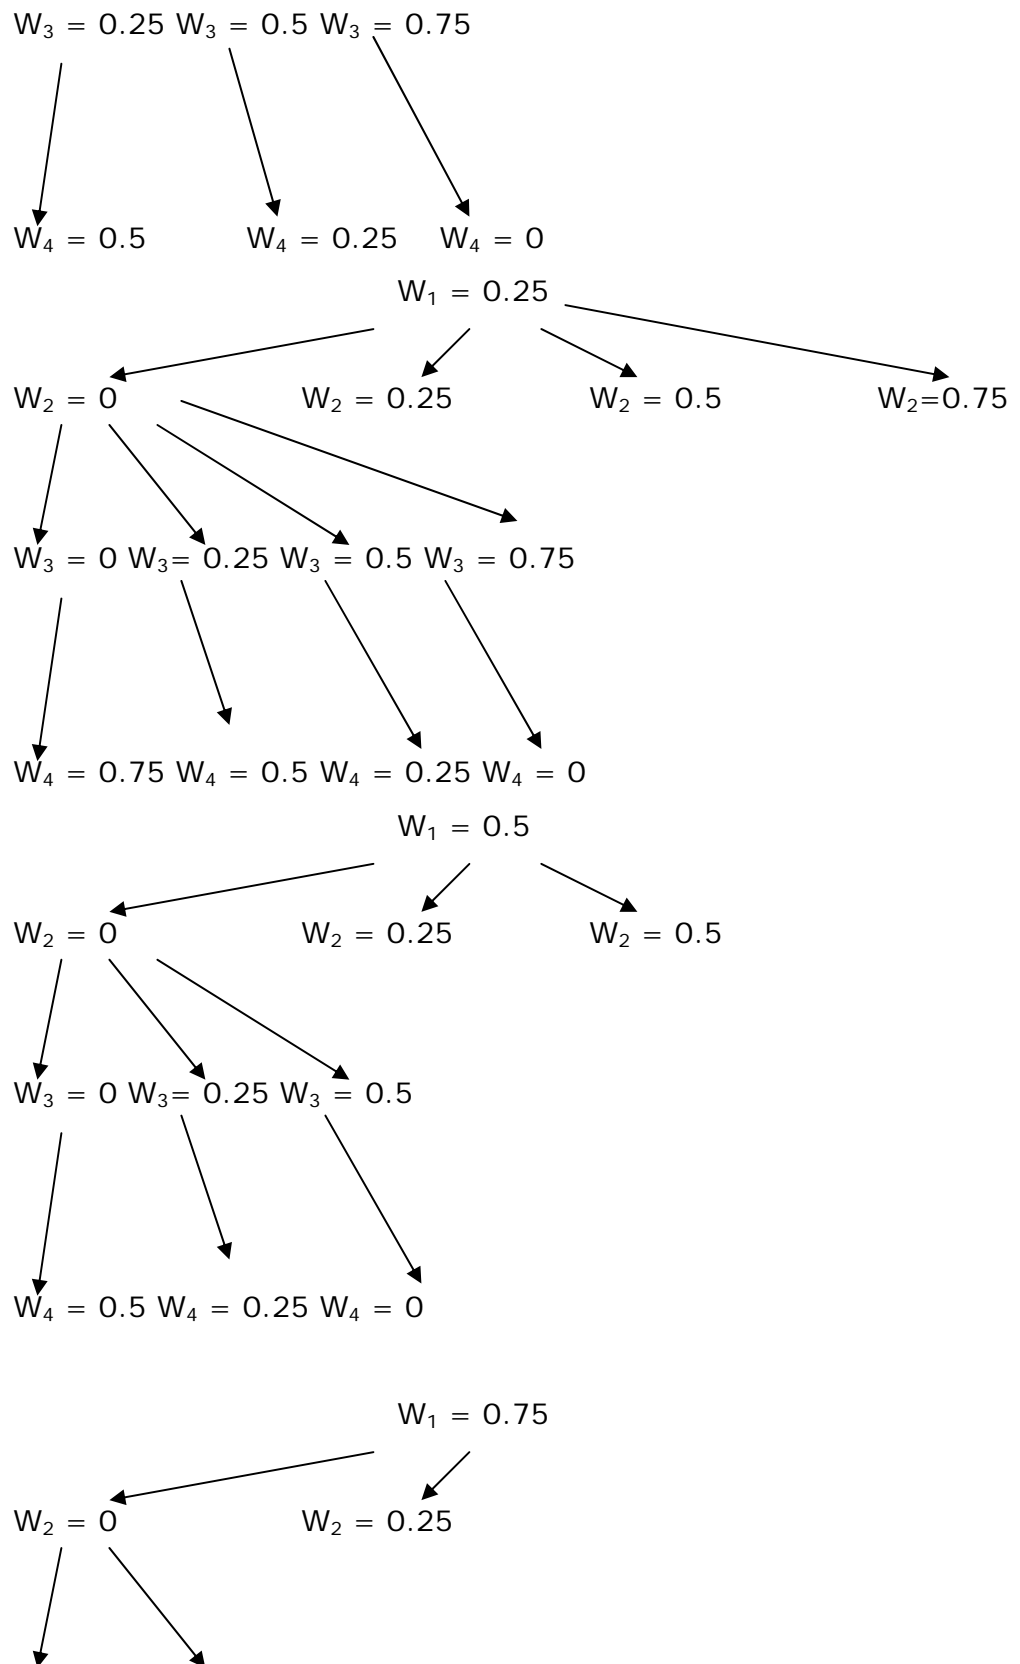 W₃ = 0.25 W₃ = 0.5 W₃ = 0.75
W₄ = 0.5 W₄ = 0.25 W₄ = 0
W₁ = 0.25
W₂ = 0 W₂ = 0.25 W₂ = 0.5 W₂=0.75
W₃ = 0 W₃= 0.25 W₃ = 0.5 W₃ = 0.75
W₄ = 0.75 W₄ = 0.5 W₄ = 0.25 W₄ = 0
W₁ = 0.5
W₂ = 0 W₂ = 0.25 W₂ = 0.5
W₃ = 0 W₃= 0.25 W₃ = 0.5
W₄ = 0.5 W₄ = 0.25 W₄ = 0
W₁ = 0.75
W₂ = 0 W₂ = 0.25